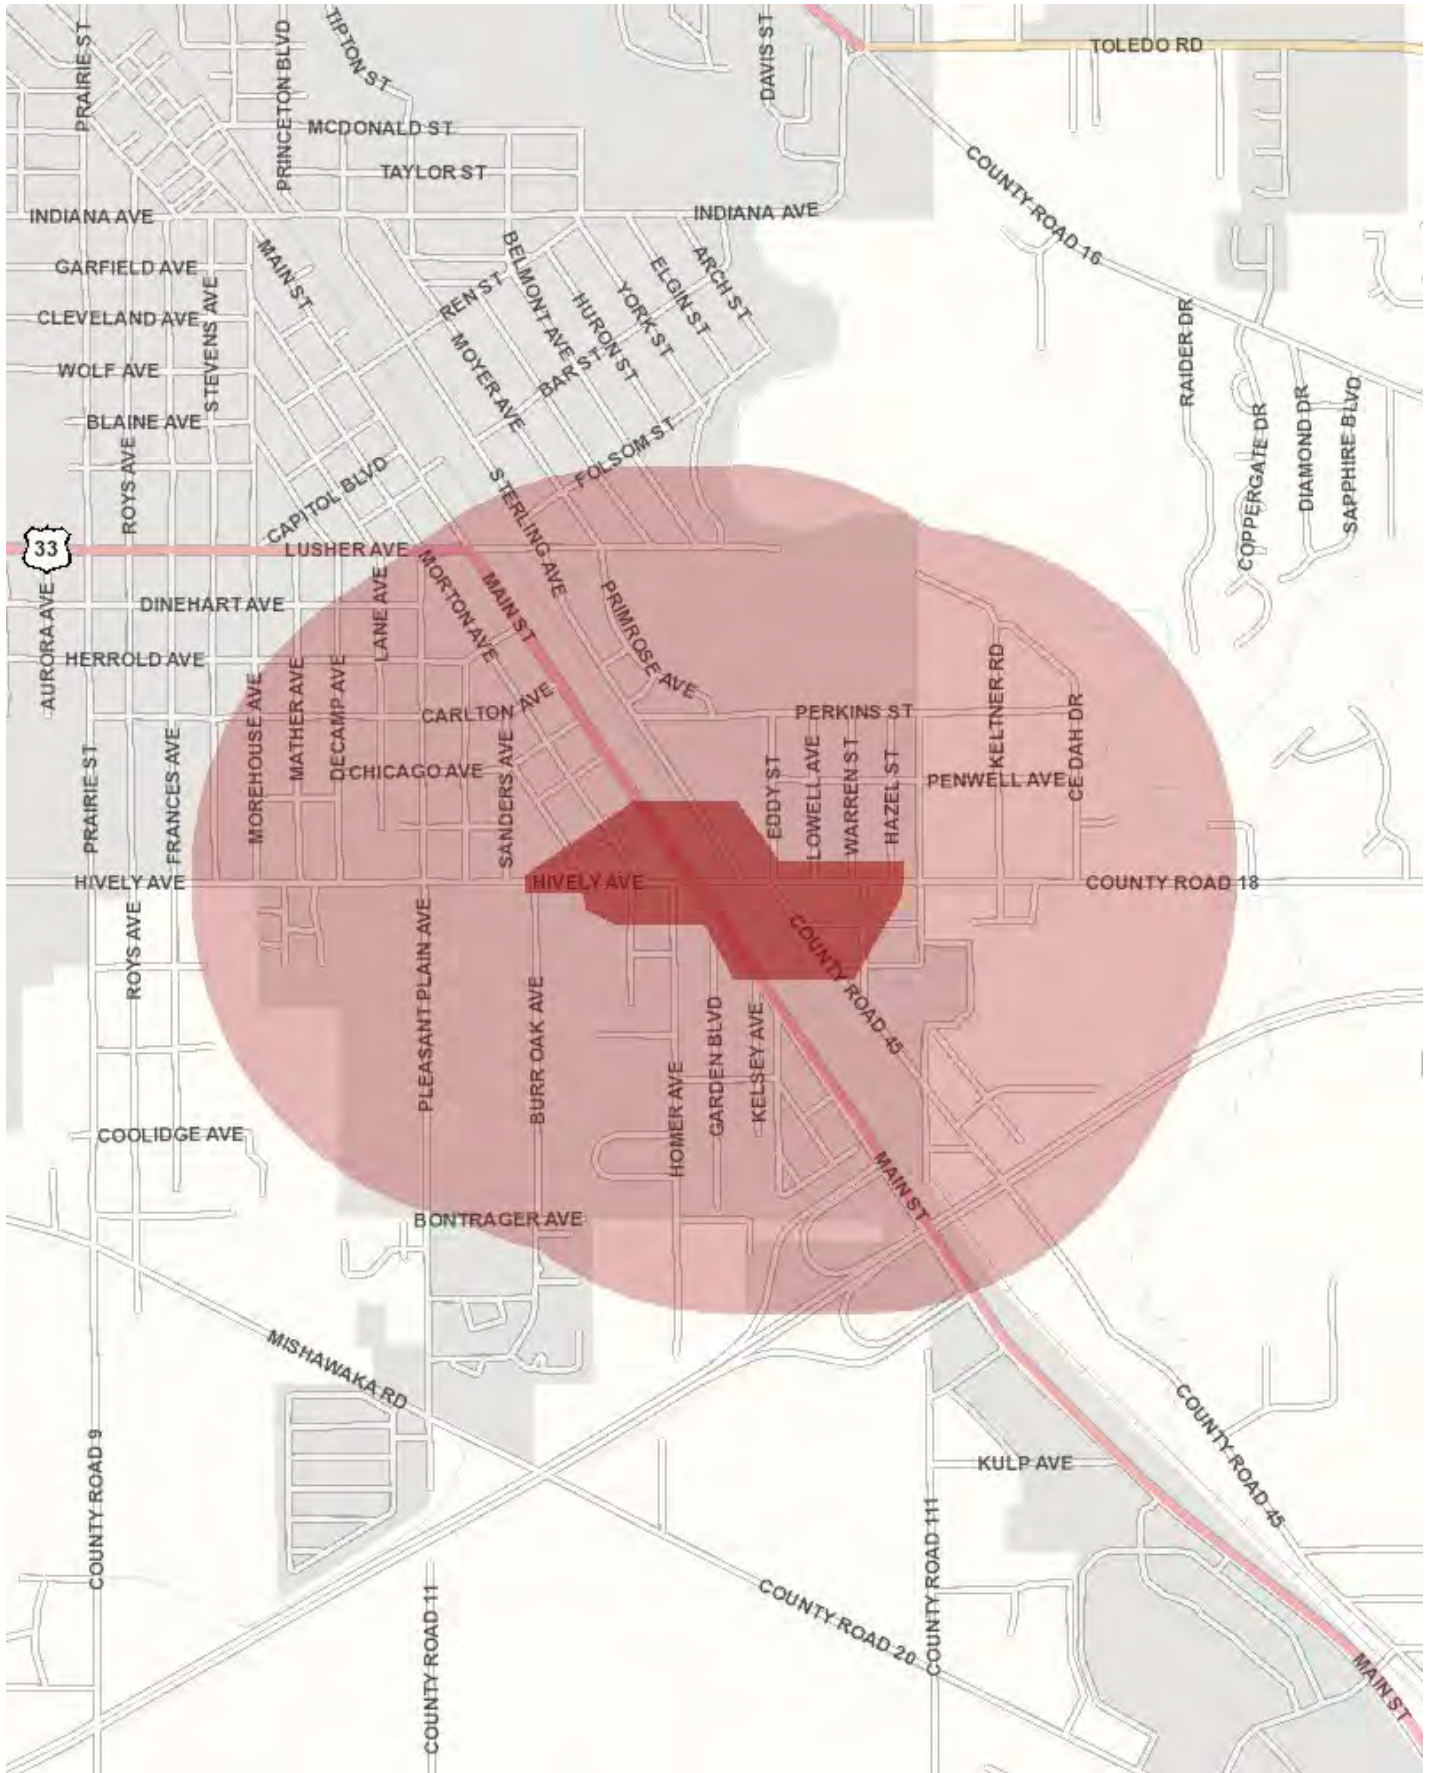 PRAIRIE ST
PRINCETON BLVD
TIPTON ST
DAVIS ST
TOLEDO RD
MCDONALD ST
TAYLOR ST
COUNTY ROAD 16
INDIANA AVE
INDIANA AVE
GARFIELD AVE
MAIN ST
BELMONT AVE
ELGIN ST
ARCH ST
CLEVELAND AVE
STEVENS AVE
REN ST
HURON ST
YORK ST
RAIDER DR
WOLF AVE
MOYER AVE
BAR ST
BLAINE AVE
ROYS AVE
CAPITOL BLVD
FOLSOM ST
COPPERGATE DR
DIAMOND DR
SAPPHIRE BLVD
STERLING AVE
33
LUSHER AVE
AURORA AVE
DINEHART AVE
LANE AVE
MORTON AVE
MAIN ST
PRIMROSE AVE
HERROLD AVE
MOREHOUSE AVE
MATHER AVE
DECAMP AVE
CARLTON AVE
PERKINS ST
KELTNER RD
CEDAH DR
PRAIRIE ST
FRANCES AVE
CHICAGO AVE
SANDERS AVE
EDDY ST
LOWELL AVE
WARREN ST
HAZEL ST
PENWELL AVE
HIVELY AVE
HIVELY AVE
COUNTY ROAD 18
ROYS AVE
PLEASANT PLAIN AVE
BURR OAK AVE
COUNTY ROAD 45
HOMER AVE
GARDEN BLVD
KELSEY AVE
COOLIDGE AVE
MAIN ST
BONTRAGER AVE
MISHAWAKA RD
COUNTY ROAD 9
COUNTY ROAD 45
KULP AVE
COUNTY ROAD 11
COUNTY ROAD 20
COUNTY ROAD 111
MAIN ST